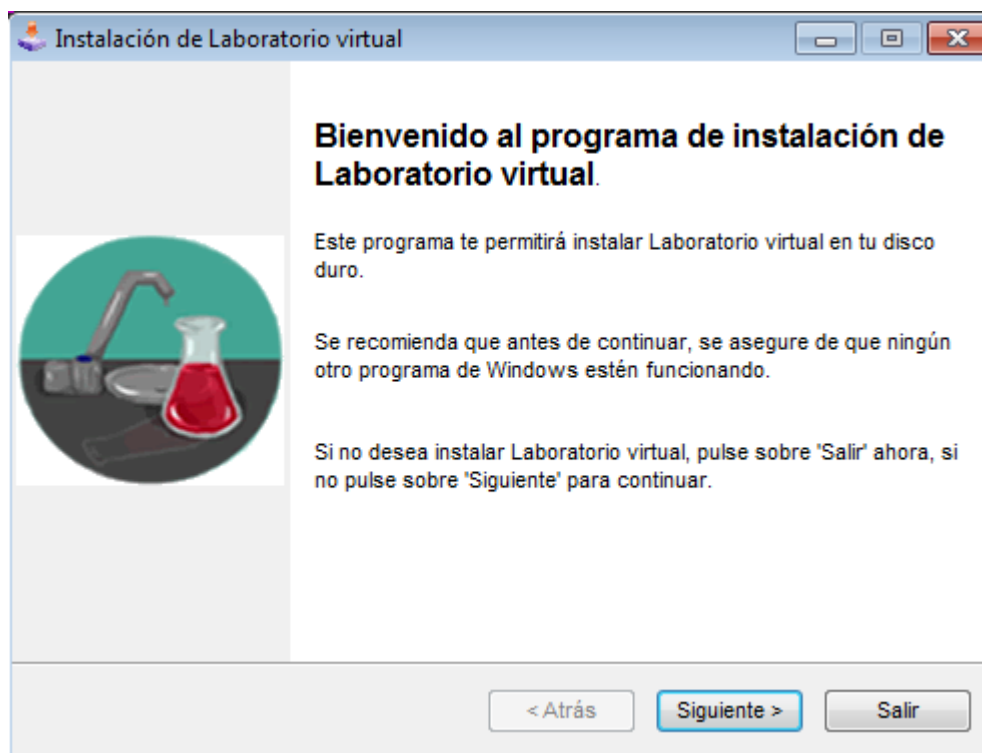 Instalación de Laboratorio virtual
Bienvenido al programa de instalación de
Laboratorio virtual.
Este programa te permitirá instalar Laboratorio virtual en tu disco
duro.
Se recomienda que antes de continuar, se asegure de que ningún
otro programa de Windows estén funcionando.
Si no desea instalar Laboratorio virtual, pulse sobre 'Salir' ahora, si
no pulse sobre 'Siguiente' para continuar.
< Atrás
Siguiente >
Salir